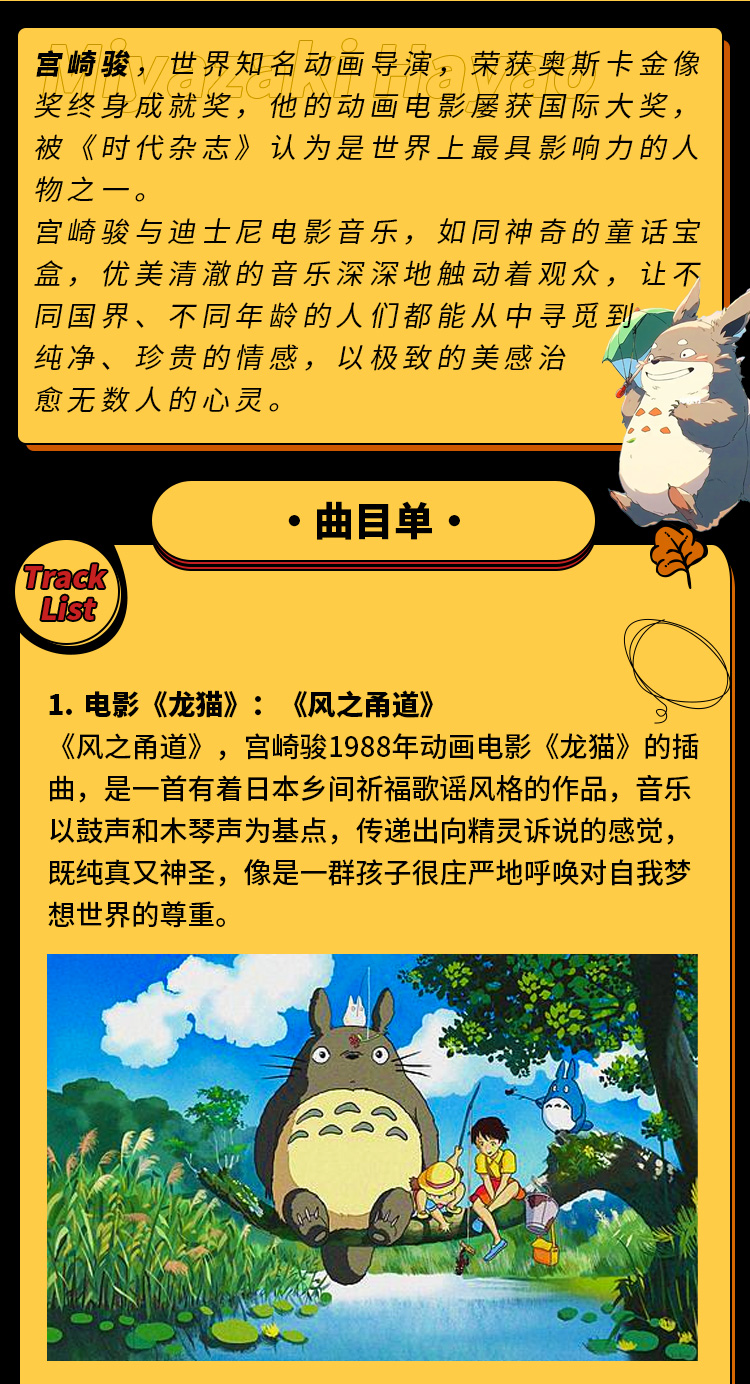 Miyazaki Hayao
宫崎骏，世界知名动画导演，荣获奥斯卡金像
奖终身成就奖，他的动画电影屡获国际大奖，
被《时代杂志》认为是世界上最具影响力的人
物之一。
宫崎骏与迪士尼电影音乐，如同神奇的童话宝
盒，优美清澈的音乐深深地触动着观众，让不
同国界、不同年龄的人们都能从中寻觅到
纯净、珍贵的情感，以极致的美感治
愈无数人的心灵。
·曲目单·
Track
List
1. 电影《龙猫》：《风之甬道》
《风之甬道》，宫崎骏1988年动画电影《龙猫》的插
曲，是一首有着日本乡间祈福歌谣风格的作品，音乐
以鼓声和木琴声为基点，传递出向精灵诉说的感觉，
既纯真又神圣，像是一群孩子很庄严地呼唤对自我梦
想世界的尊重。